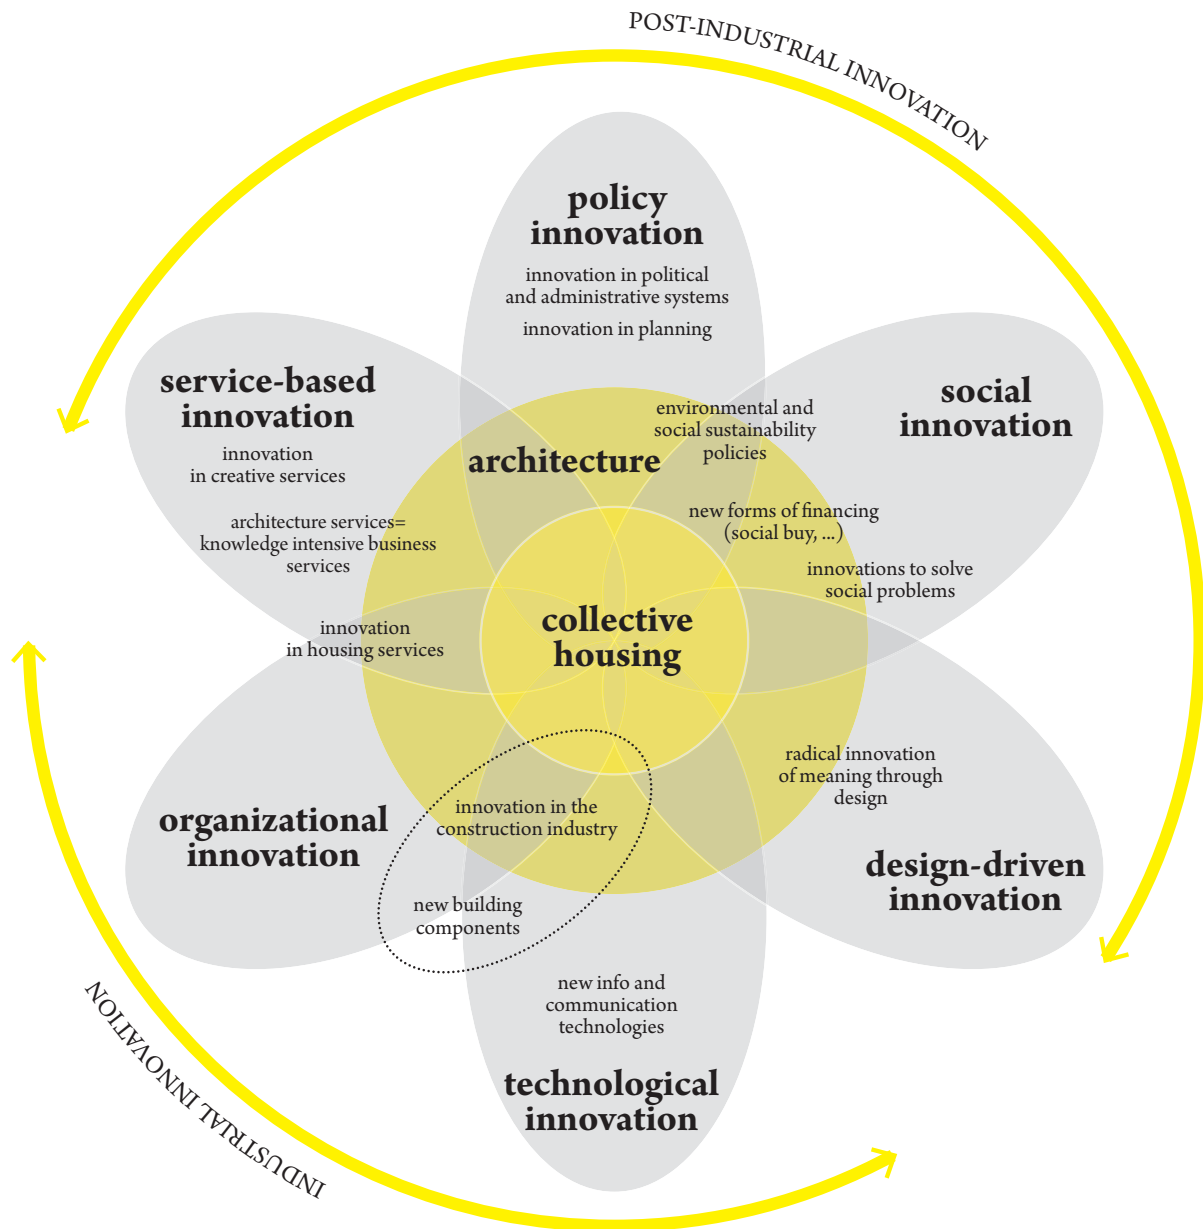 POST-INDUSTRIAL INNOVATION
policy
innovation
innovation in political
and administrative systems
innovation in planning
service-based
innovation
innovation
in creative services
architecture services=
knowledge intensive business
services
social
innovation
environmental and
social sustainability
policies
architecture
new forms of financing
(social buy, ...)
innovations to solve
social problems
innovation
in housing services
collective
housing
radical innovation
of meaning through
design
organizational
innovation
innovation in the
construction industry
design-driven
innovation
new building
components
new info and
communication
technologies
technological
innovation
INDUSTRIAL INNOVATION